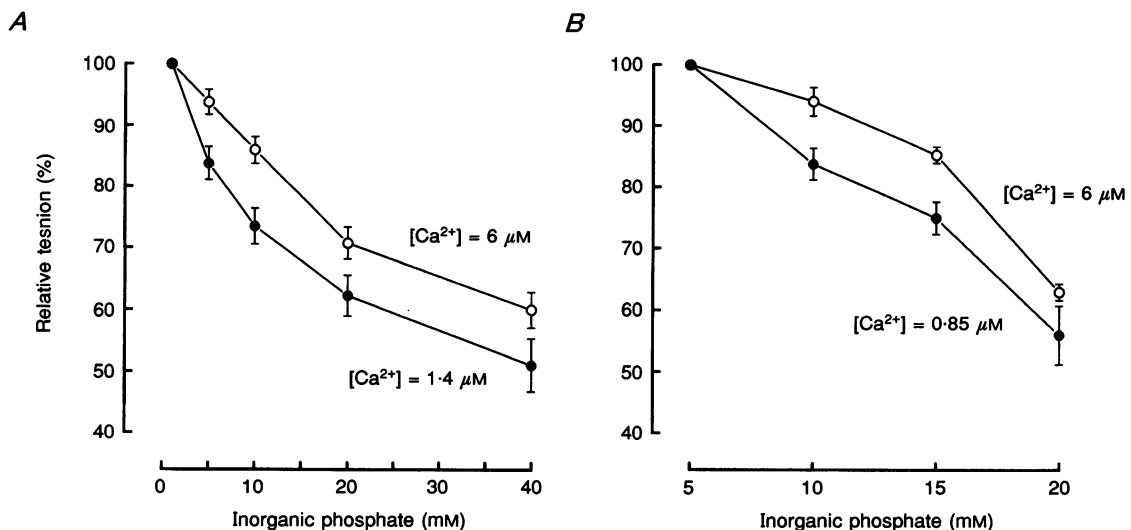 A
100
90
80
70
60
50
40
Relative tesnion (%)
[Ca²⁺] = 6 µM
[Ca²⁺] = 1·4 µM
0 10 20 30 40
Inorganic phosphate (mM)
B
100
90
80
70
60
50
40
[Ca²⁺] = 6 µM
[Ca²⁺] = 0·85 µM
5 10 15 20
Inorganic phosphate (mM)